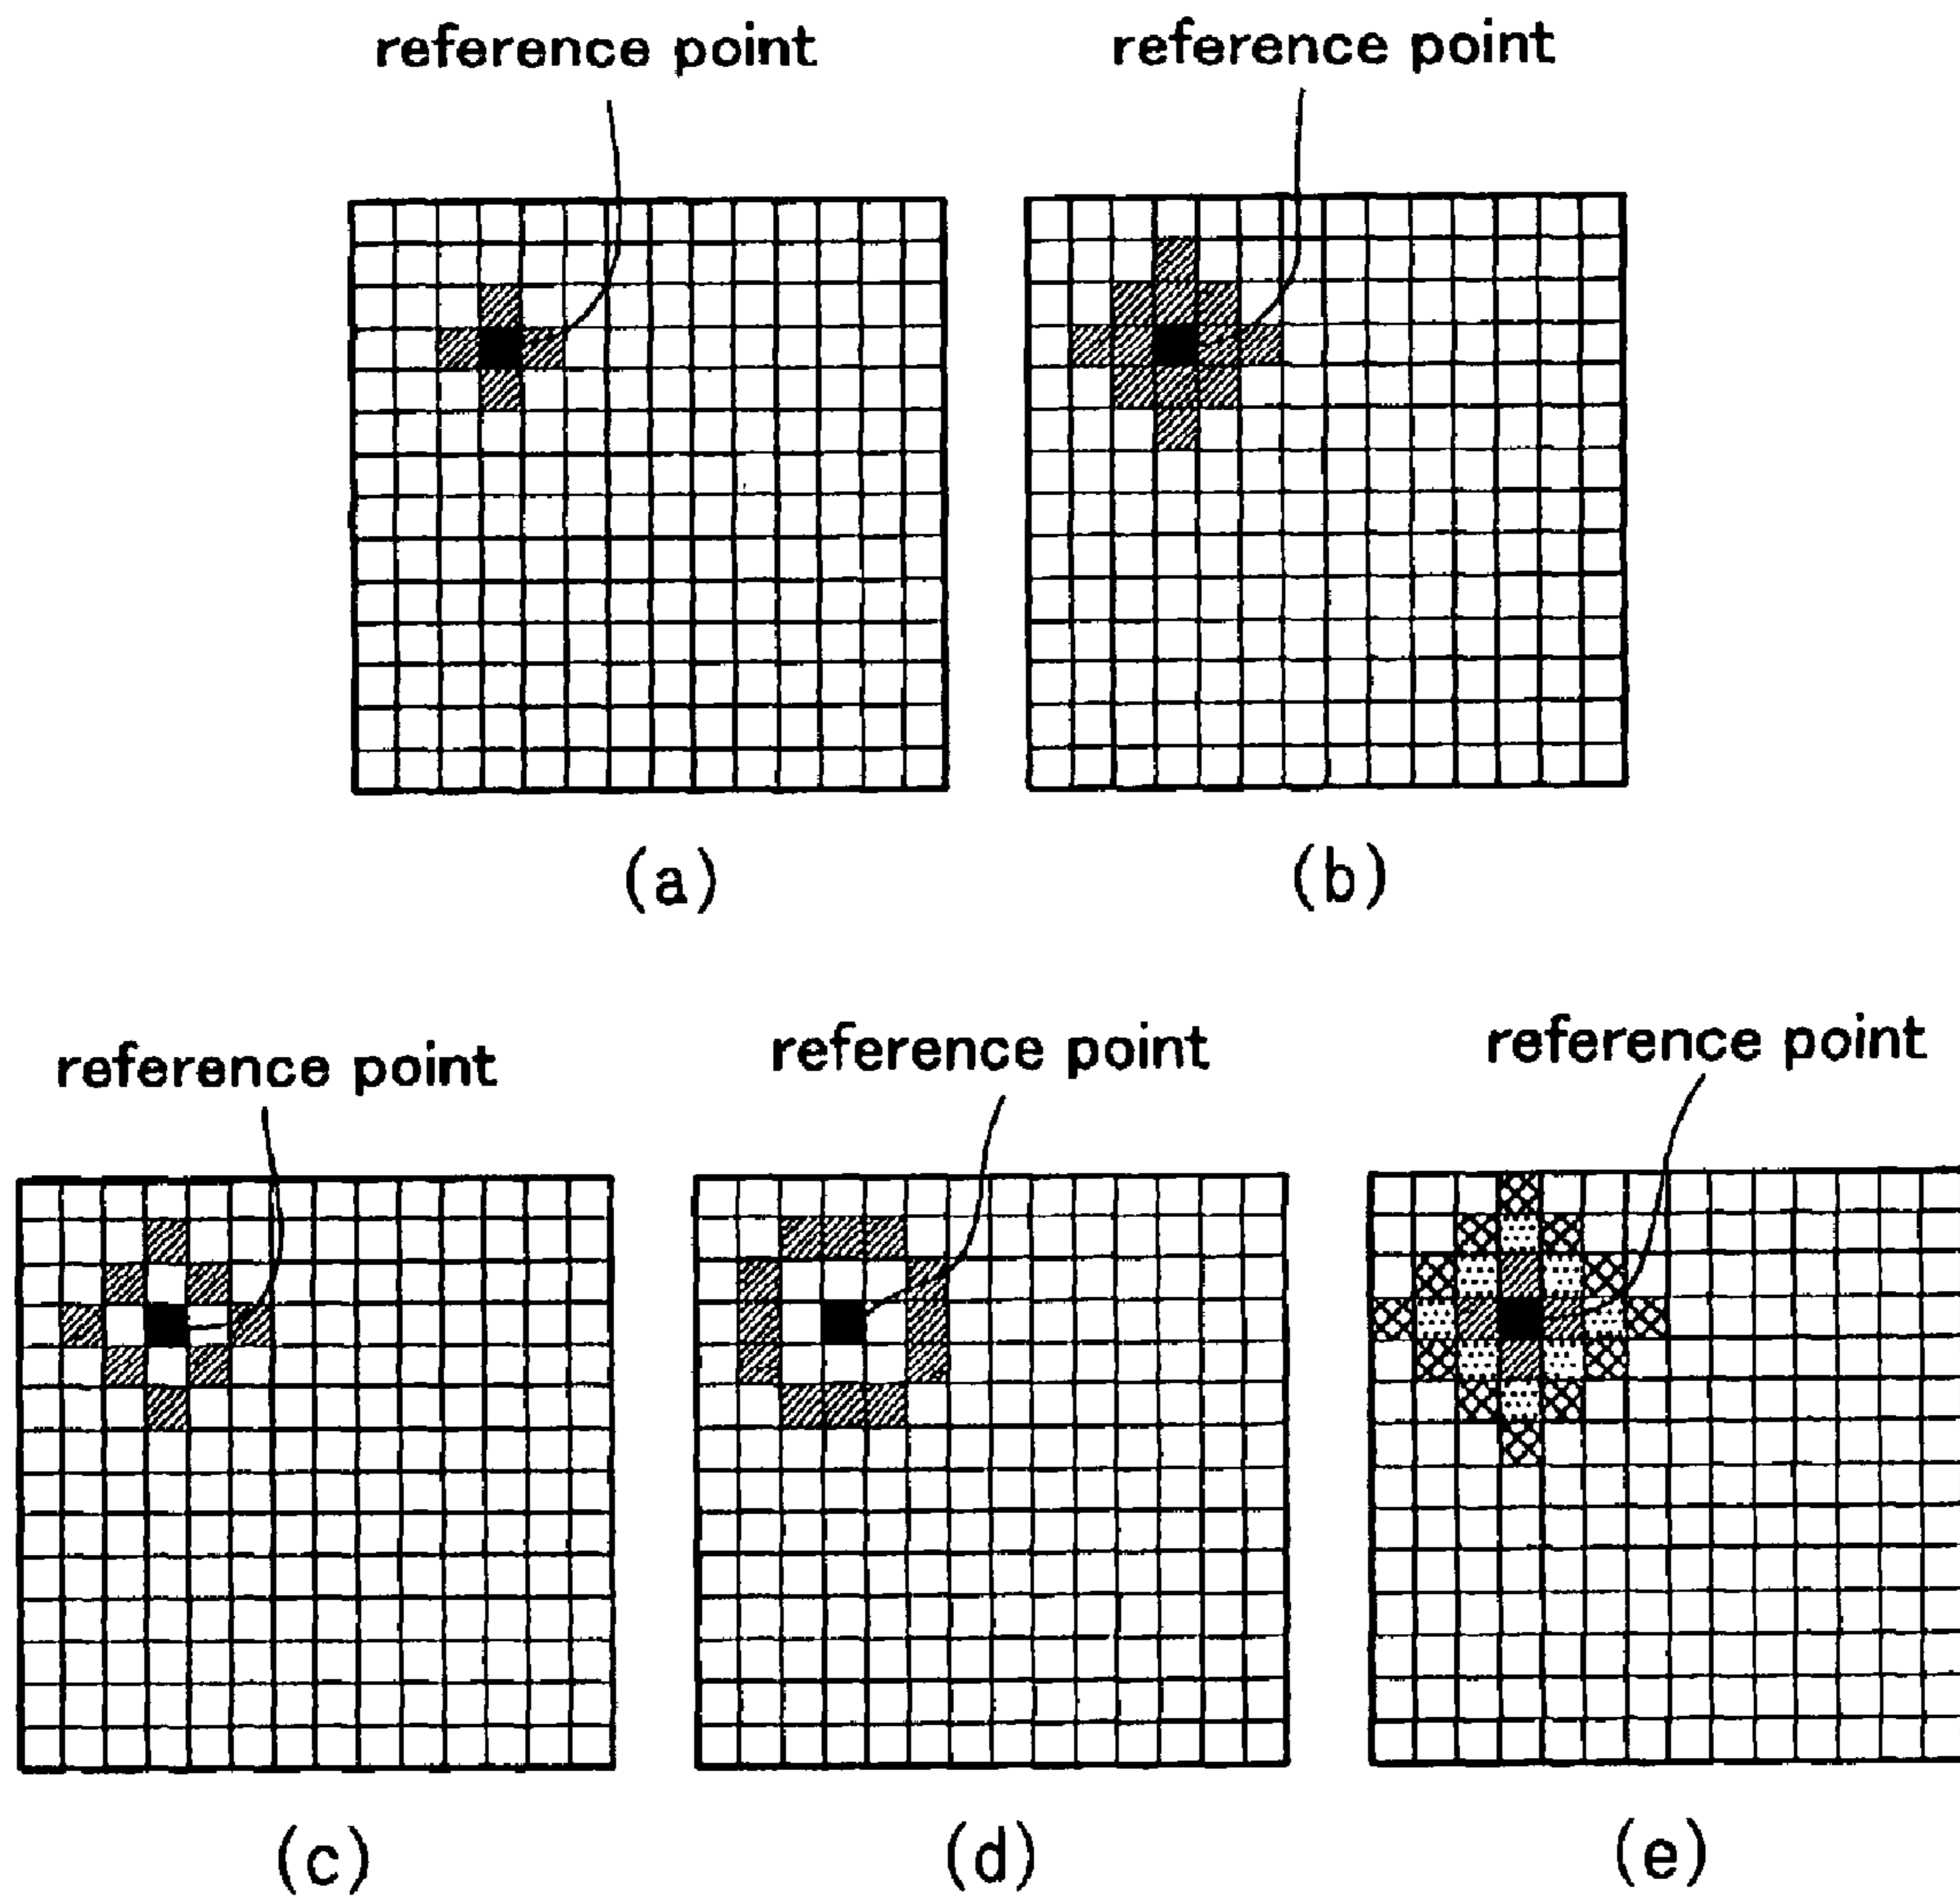 reference point
reference point
(a)
(b)
reference point
reference point
reference point
(c)
(d)
(e)